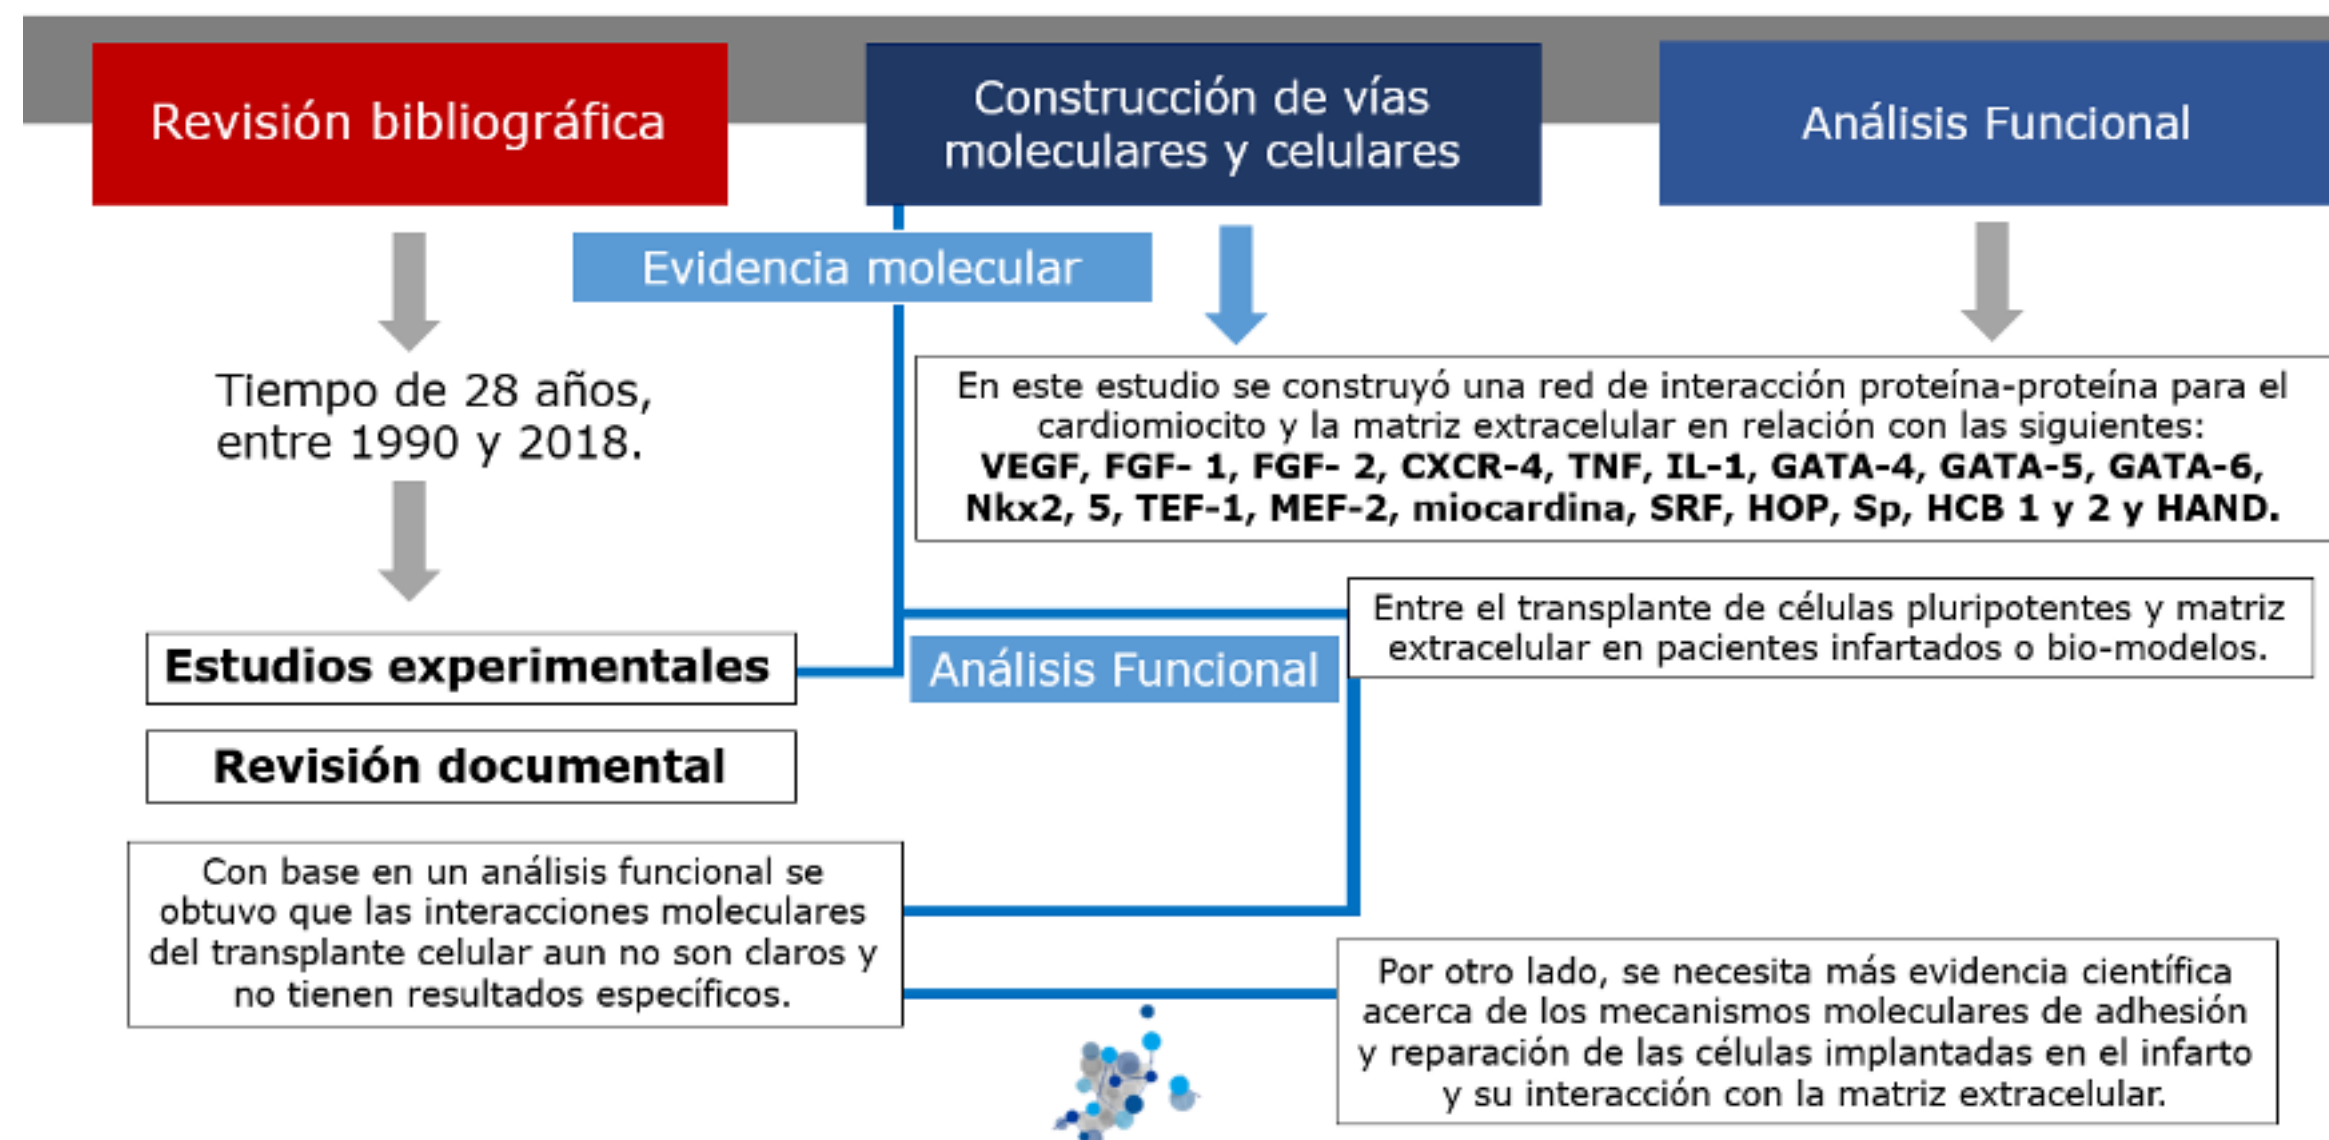 Revisión bibliográfica
Construcción de vías
moleculares y celulares
Análisis Funcional
Evidencia molecular
Tiempo de 28 años,
entre 1990 y 2018.
En este estudio se construyó una red de interacción proteína-proteína para el
cardiomiocito y la matriz extracelular en relación con las siguientes:
VEGF, FGF- 1, FGF- 2, CXCR-4, TNF, IL-1, GATA-4, GATA-5, GATA-6,
Nkx2, 5, TEF-1, MEF-2, miocardina, SRF, HOP, Sp, HCB 1 y 2 y HAND.
Entre el transplante de células pluripotentes y matriz
extracelular en pacientes infartados o bio-modelos.
Estudios experimentales
Análisis Funcional
Revisión documental
Con base en un análisis funcional se
obtuvo que las interacciones moleculares
del transplante celular aun no son claros y
no tienen resultados específicos.
Por otro lado, se necesita más evidencia científica
acerca de los mecanismos moleculares de adhesión
y reparación de las células implantadas en el infarto
y su interacción con la matriz extracelular.